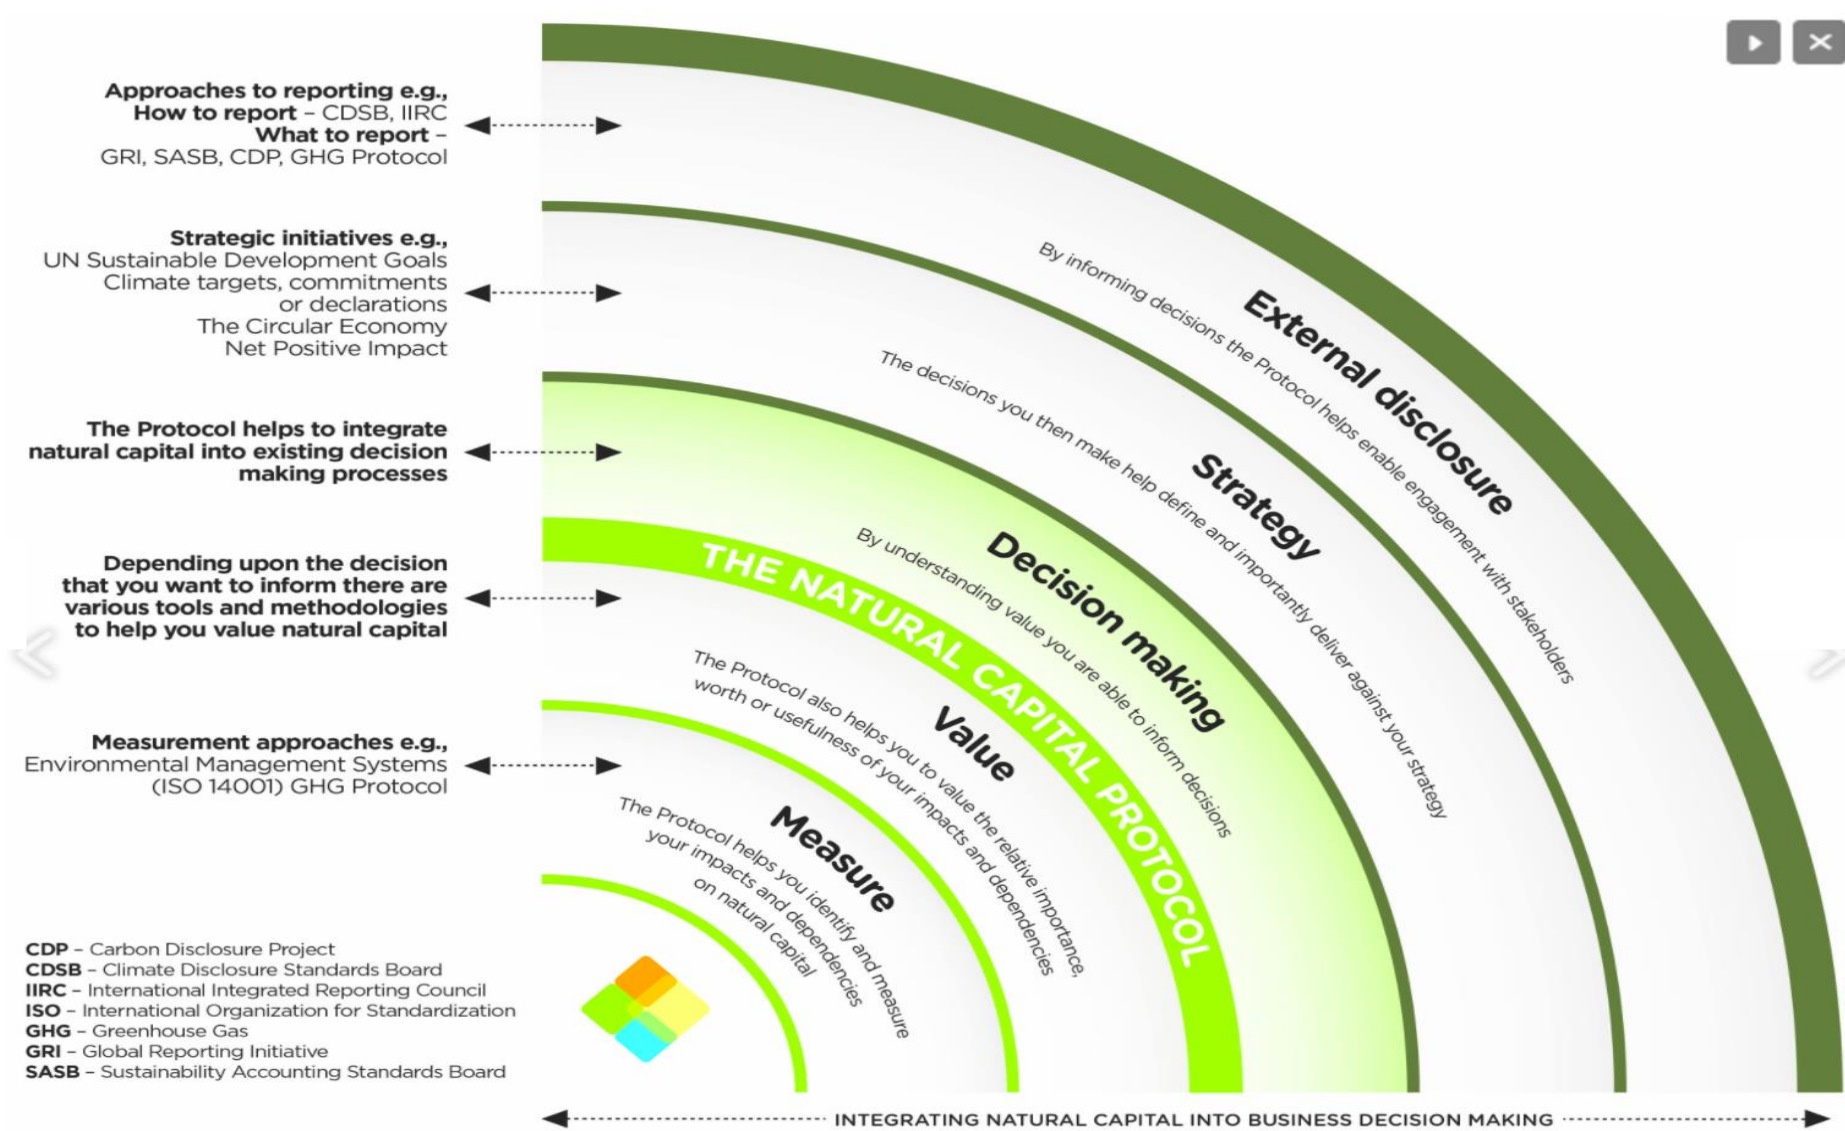 Approaches to reporting e.g.,
How to report – CDSB, IIRC
What to report –
GRI, SASB, CDP, GHG Protocol
Strategic initiatives e.g.,
UN Sustainable Development Goals
Climate targets, commitments
or declarations
The Circular Economy
Net Positive Impact
The Protocol helps to integrate
natural capital into existing decision
making processes
Depending upon the decision
that you want to inform there are
various tools and methodologies
to help you value natural capital
Measurement approaches e.g.,
Environmental Management Systems
(ISO 14001) GHG Protocol
CDP – Carbon Disclosure Project
CDSB – Climate Disclosure Standards Board
IIRC – International Integrated Reporting Council
ISO – International Organization for Standardization
GHG – Greenhouse Gas
GRI – Global Reporting Initiative
SASB – Sustainability Accounting Standards Board
External disclosure
By informing decisions the Protocol helps enable engagement with stakeholders
Strategy
The decisions you then make help define and importantly deliver against your strategy
Decision making
By understanding value you are able to inform decisions
THE NATURAL CAPITAL PROTOCOL
Value
The Protocol also helps you to value the relative importance,
worth or usefulness of your impacts and dependencies
Measure
The Protocol helps you identify and measure
your impacts and dependencies
on natural capital
INTEGRATING NATURAL CAPITAL INTO BUSINESS DECISION MAKING